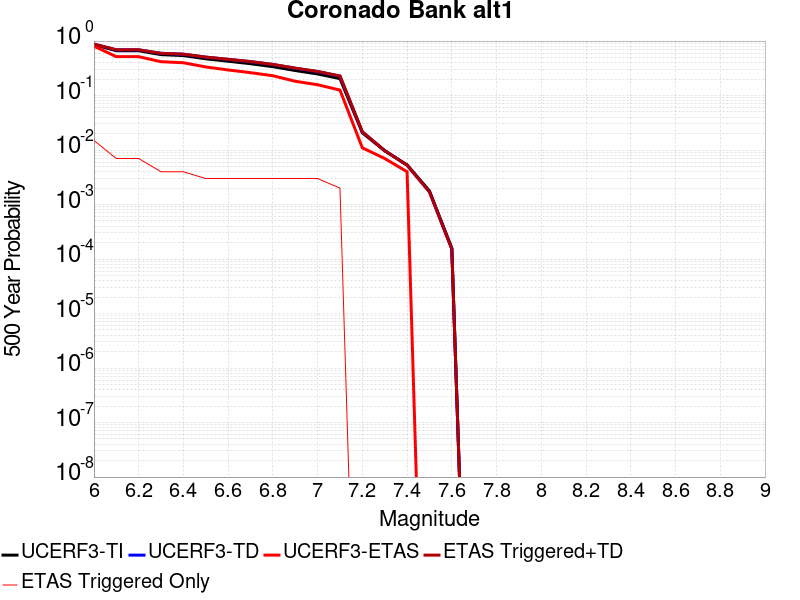 Coronado Bank alt1
500 Year Probability
10^0
10^-1
10^-2
10^-3
10^-4
10^-5
10^-6
10^-7
10^-8
6 6.2 6.4 6.6 6.8 7 7.2 7.4 7.6 7.8 8 8.2 8.4 8.6 8.8 9
Magnitude
UCERF3-TI UCERF3-TD UCERF3-ETAS ETAS Triggered+TD
ETAS Triggered Only